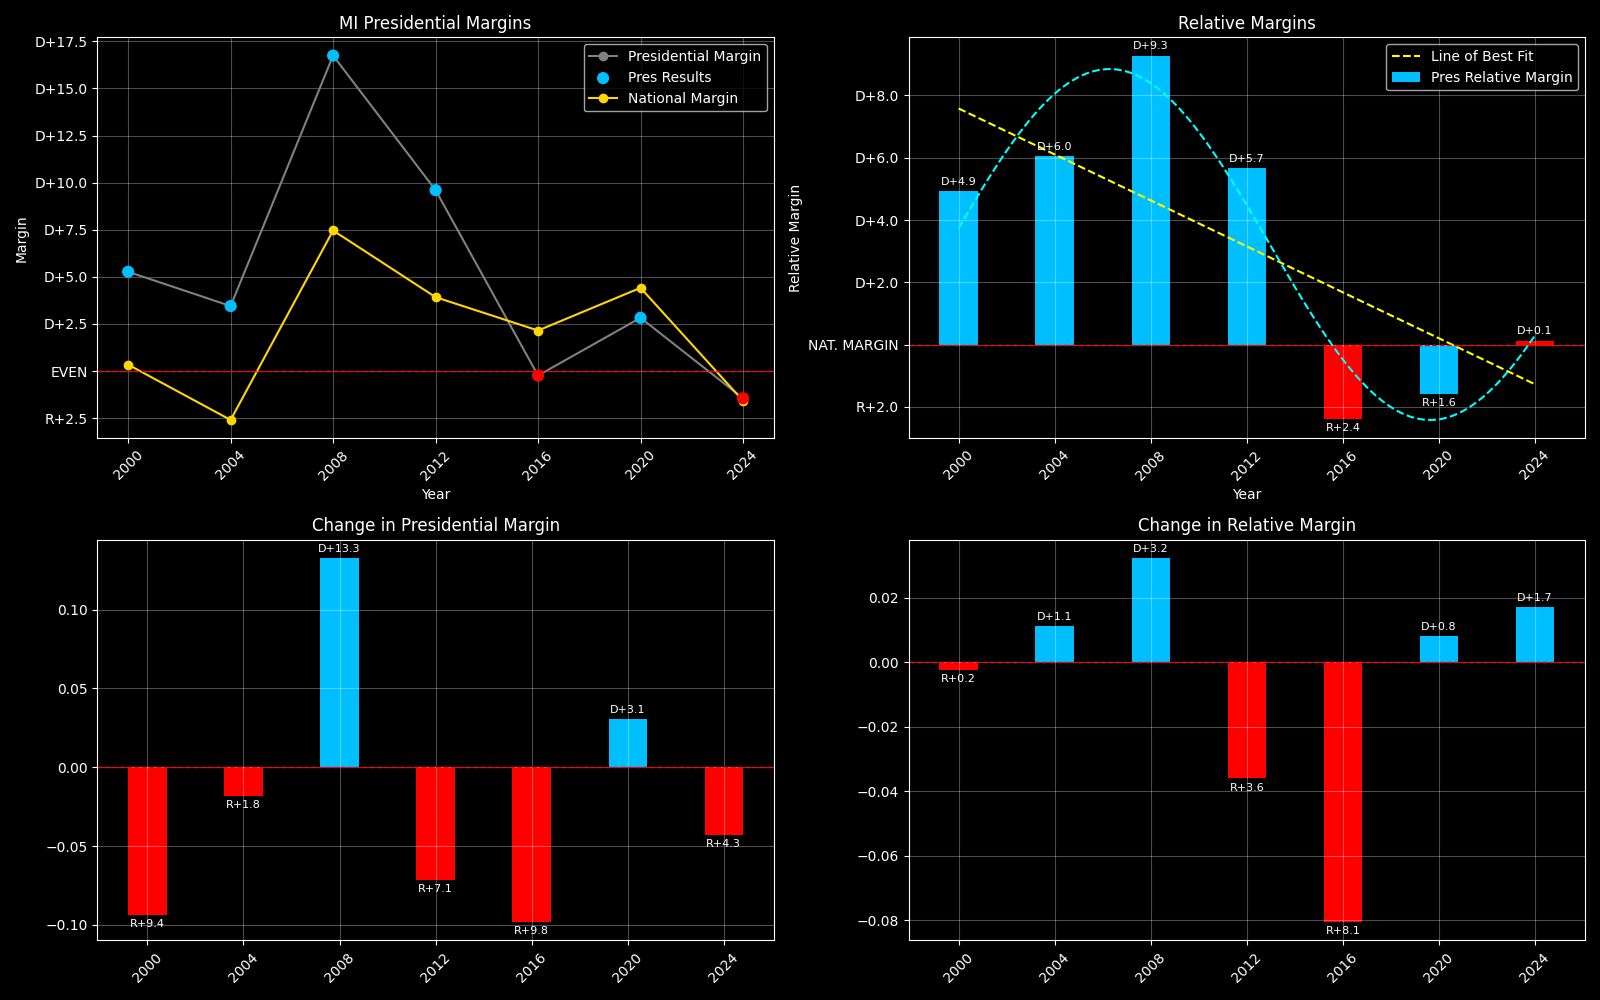 MI Presidential Margins
D+17.5
D+15.0
D+12.5
D+10.0
D+7.5
D+5.0
D+2.5
EVEN
R+2.5
Margin
Presidential Margin
Pres Results
National Margin
2000
2004
2008
2012
2016
2020
2024
Year
Relative Margins
D+8.0
D+6.0
D+4.0
D+2.0
NAT. MARGIN
R+2.0
Relative Margin
Line of Best Fit
Pres Relative Margin
D+4.9
D+6.0
D+9.3
D+5.7
R+2.4
R+1.6
D+0.1
2000
2004
2008
2012
2016
2020
2024
Year
Change in Presidential Margin
0.10
0.05
0.00
−0.05
−0.10
R+9.4
R+1.8
D+13.3
R+7.1
R+9.8
D+3.1
R+4.3
2000
2004
2008
2012
2016
2020
2024
Change in Relative Margin
0.02
0.00
−0.02
−0.04
−0.06
−0.08
R+0.2
D+1.1
D+3.2
R+3.6
R+8.1
D+0.8
D+1.7
2000
2004
2008
2012
2016
2020
2024